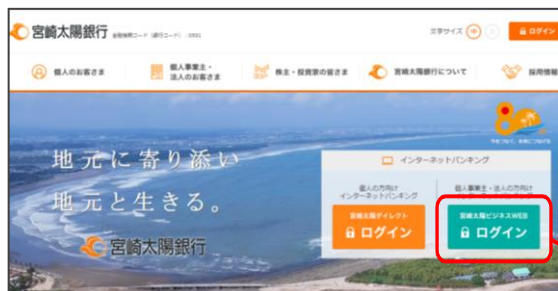 宮崎太陽銀行 金融機関コード（銀行コード）：0591
文字サイズ 中
ログイン
個人のお客さま
個人事業主・
法人のお客さま
株主・投資家の皆さま
宮崎太陽銀行について
採用情報
地元に寄り添い
地元と生きる。
宮崎太陽銀行
80
インターネットバンキング
個人の方向け
インターネットバンキング
宮崎太陽ダイレクト
ログイン
個人事業主・法人の方向け
インターネットバンキング
宮崎太陽ビジネスWEB
ログイン